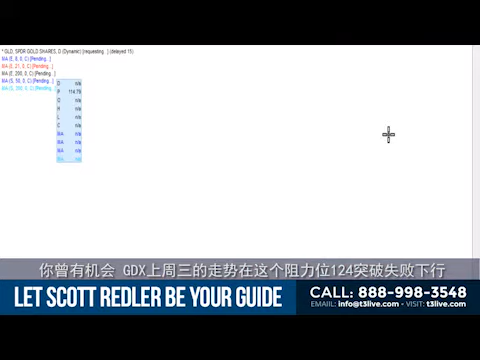 * GLD, SPDR GOLD SHARES, D (Dynamic) [requesting...] (delayed 15)
MA (E, 8, 0, C) [Pending...]
MA (E, 21, 0, C) [Pending...]
MA (E, 200, 0, C) [Pending...]
MA (S, 50, 0, C) [Pending...]
MA (S, 200, 0, C) [Pending...]
D n/a
P 114.79
O n/a
H n/a
L n/a
C n/a
MA n/a
MA n/a
MA n/a
MA n/a
MA n/a
你曾有机会 GDX上周三的走势在这个阻力位124突破失败下行
LET SCOTT REDLER BE YOUR GUIDE
CALL: 888-998-3548
EMAIL: info@t3live.com - VISIT: t3live.com